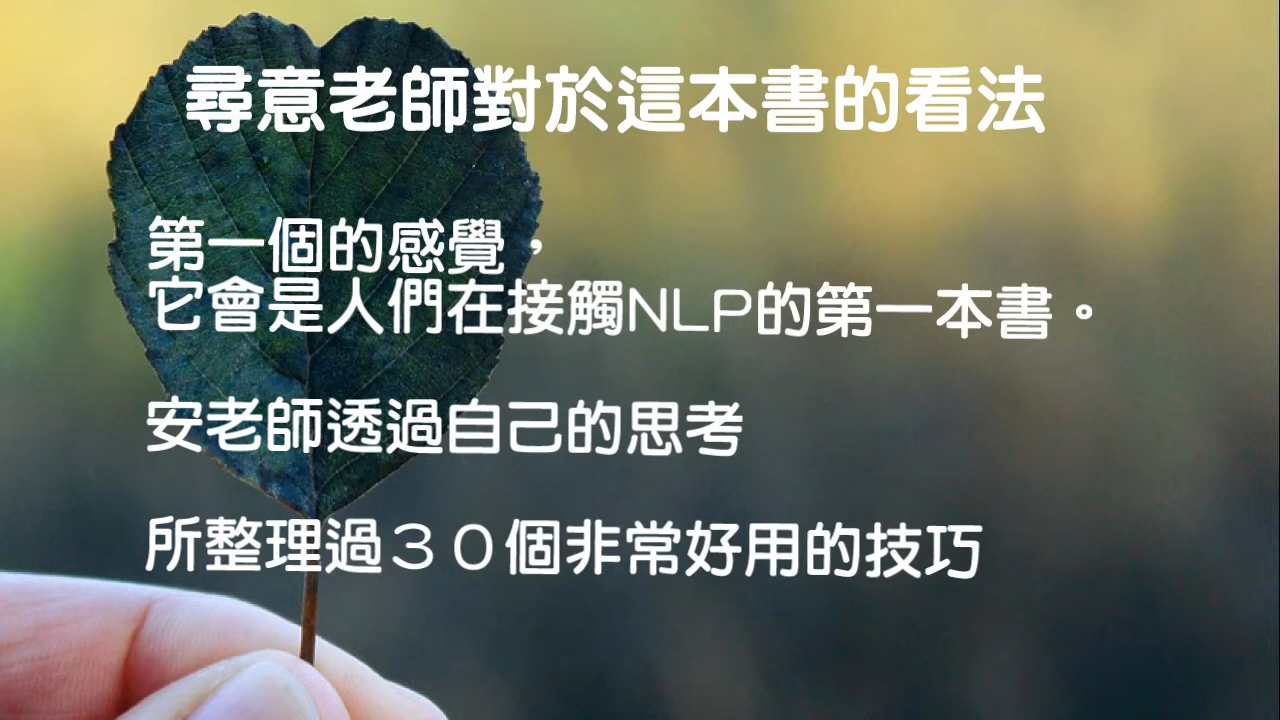 尋意老師對於這本書的看法
第一個的感覺，
它會是人們在接觸NLP的第一本書。
安老師透過自己的思考
所整理過３０個非常好用的技巧